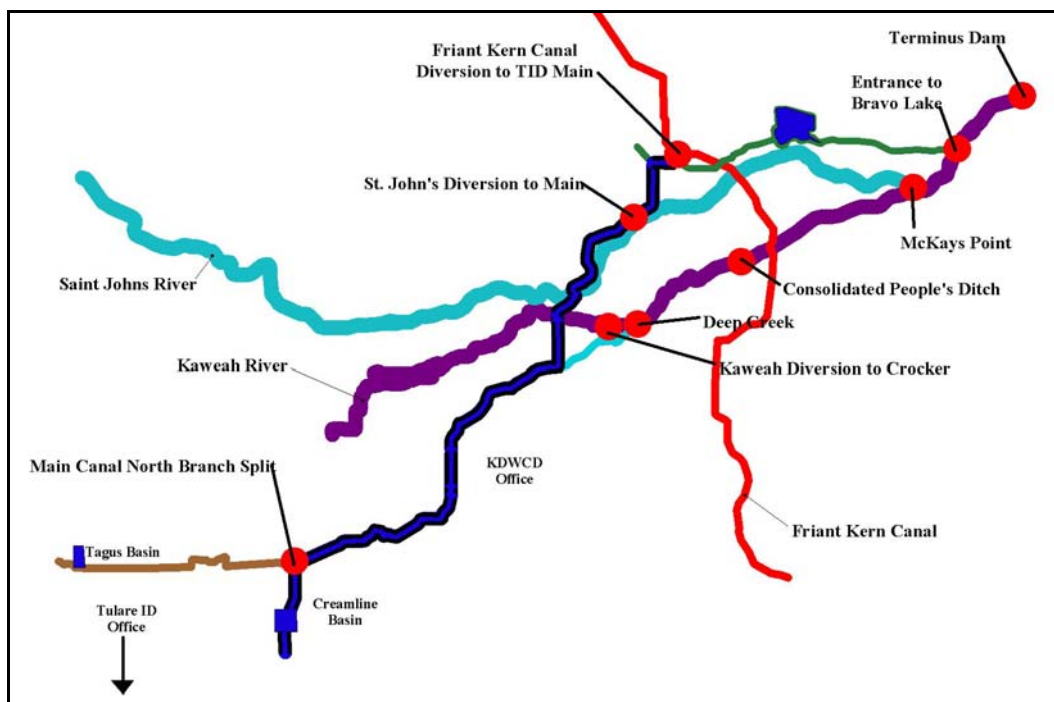 Terminus Dam
Friant Kern Canal
Diversion to TID Main
Entrance to
Bravo Lake
St. John's Diversion to Main
McKays Point
Saint Johns River
Consolidated People's Ditch
Deep Creek
Kaweah River
Kaweah Diversion to Crocker
Main Canal North Branch Split
KDWCD
Office
Friant Kern Canal
Tagus Basin
Tulare ID
Office
Creamline
Basin